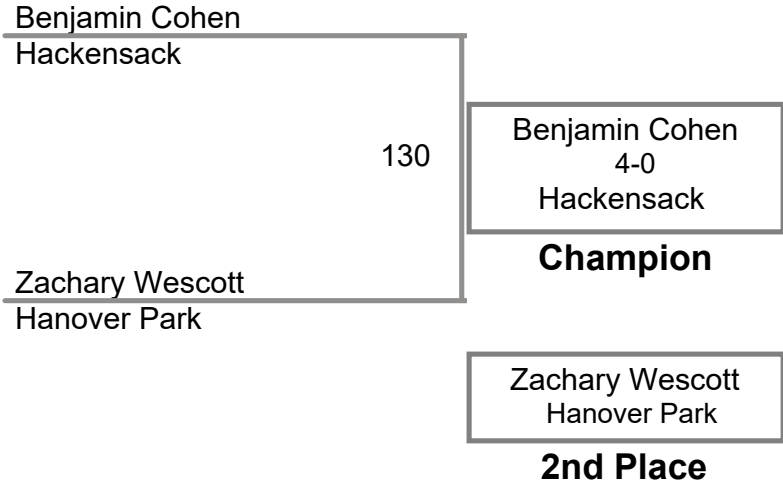 Benjamin Cohen
Hackensack
130
Benjamin Cohen
4-0
Hackensack
Champion
Zachary Wescott
Hanover Park
Zachary Wescott
Hanover Park
2nd Place